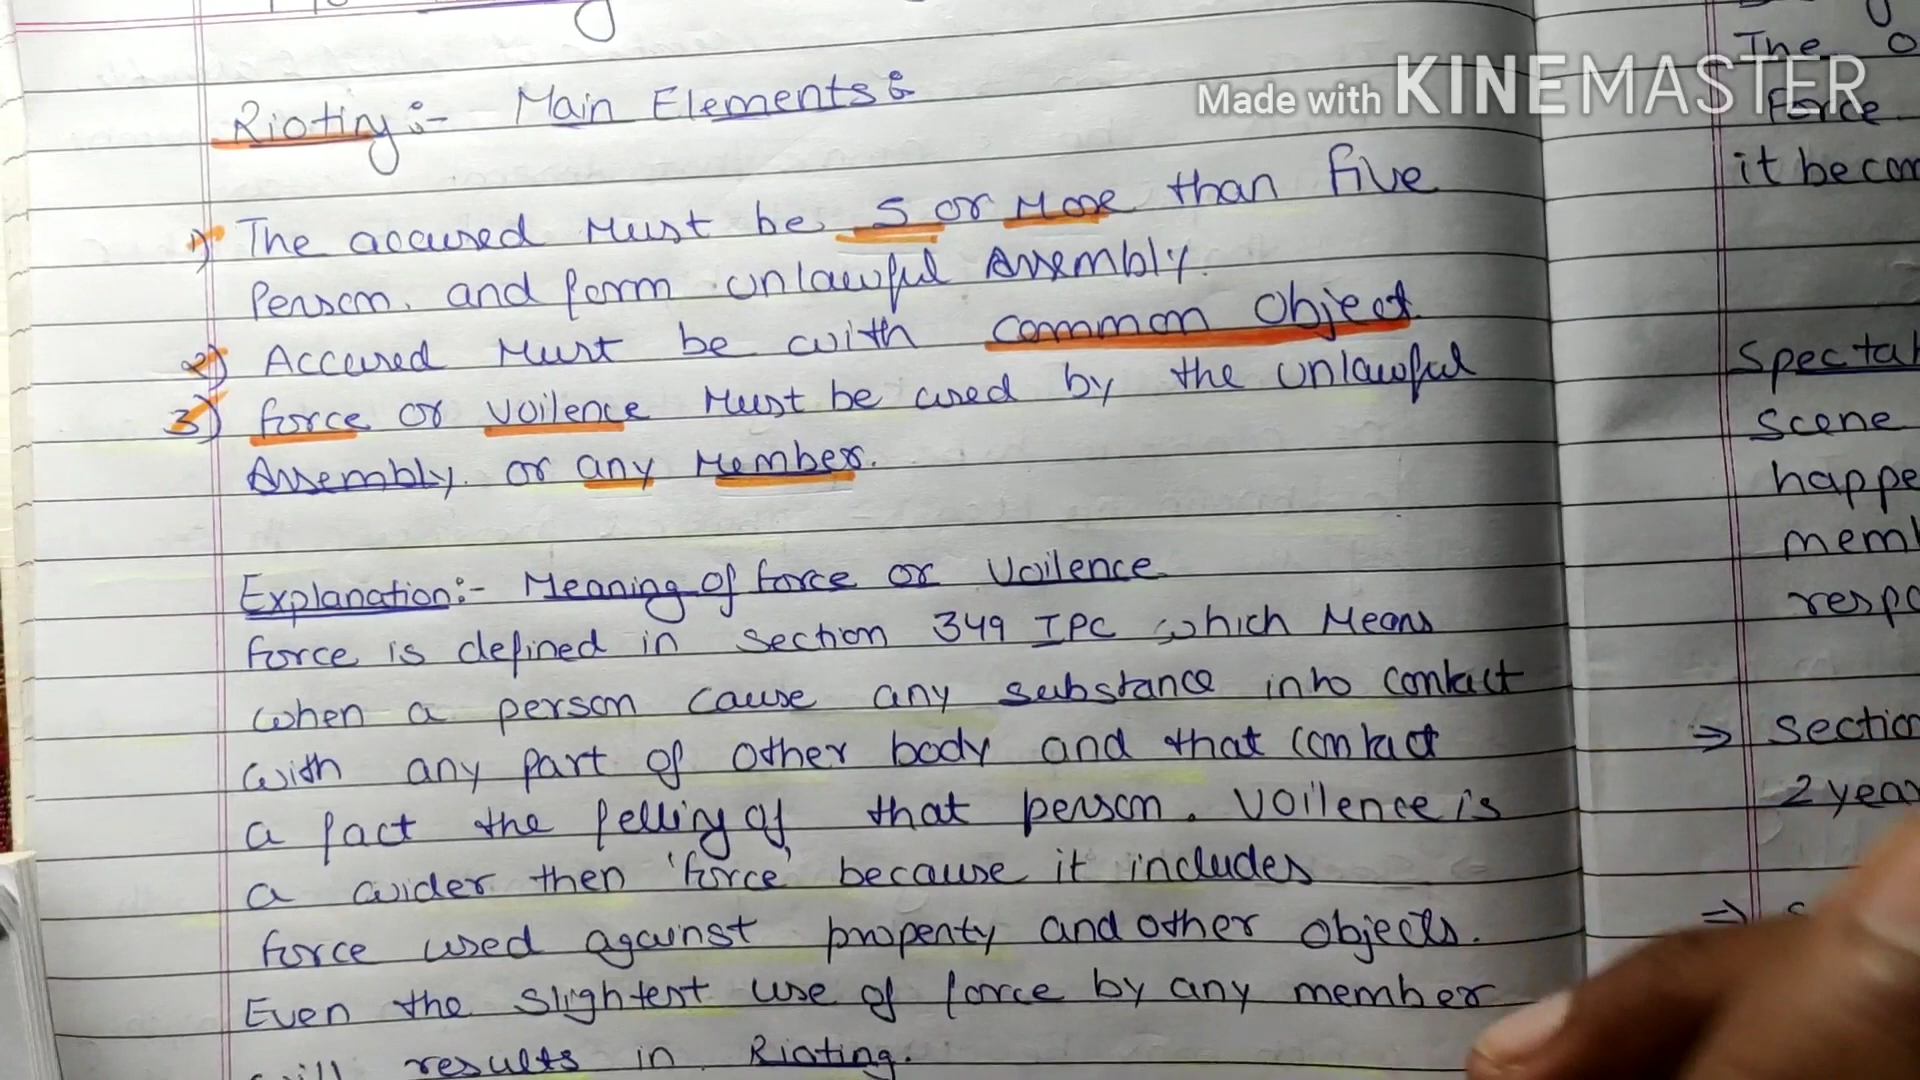 Made with KINEMASTER
Rioting:- Main Elements:
1) The accused Must be 5 or More than five
Person. and form unlawful Assembly.
2) Accused Must be with common Object.
3) force or Voilence Must be used by the unlawful
Assembly. or any Member.
Explanation:- Meaning of force or Voilence
force is defined in Section 349 IPC which Means
when a person cause any substance into contact
with any part of other body and that contact
a fact the felling of that person. Voilence is
a wider then 'force' because it includes
force used against property and other Objects.
Even the slightest use of force by any member
will results in Rioting.
The
force
it becom
Spectat
Scene
happe
memb
respo
⇒ Section
2 year
⇒